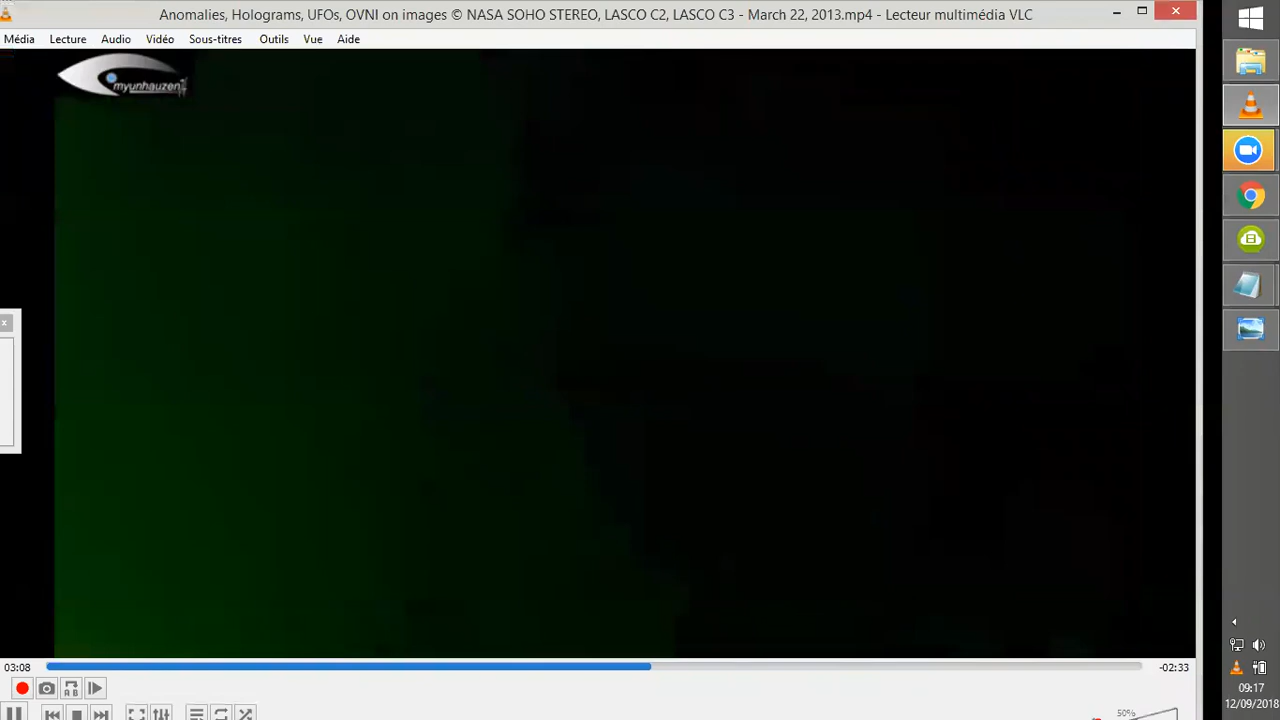 Anomalies, Holograms, UFOs, OVNI on images © NASA SOHO STEREO, LASCO C2, LASCO C3 - March 22, 2013.mp4 - Lecteur multimédia VLC
Média Lecture Audio Vidéo Sous-titres Outils Vue Aide
myunhauzen
x
03:08
-02:33
A B
50%
09:17
12/09/2018